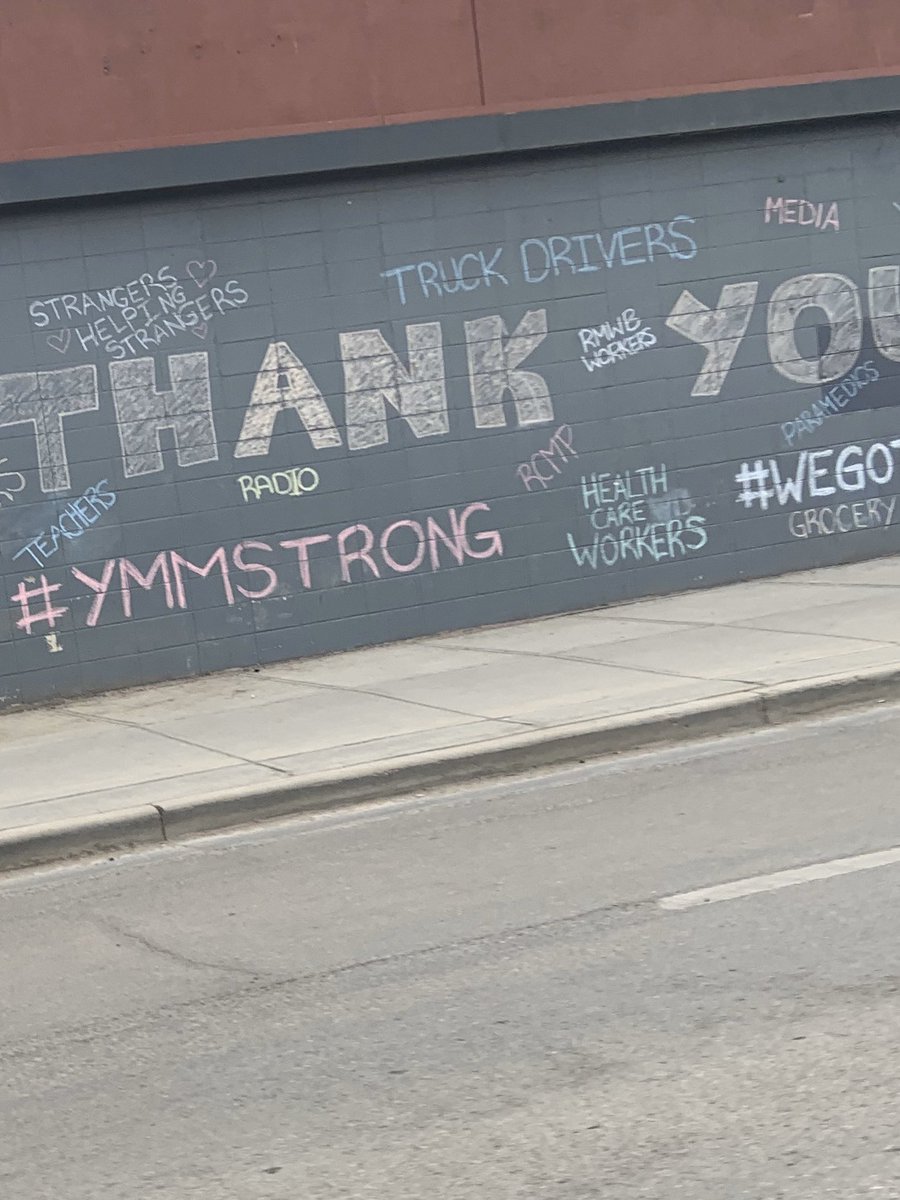 MEDIA
TRUCK DRIVERS
STRANGERS
HELPING
STRANGERS
THANK YOU
RMWB
WORKERS
PARAMEDICS
RCMP
RADIO
HEALTH
CARE
WORKERS
#WEGOT
GROCERY
TEACHERS
#YMMSTRONG